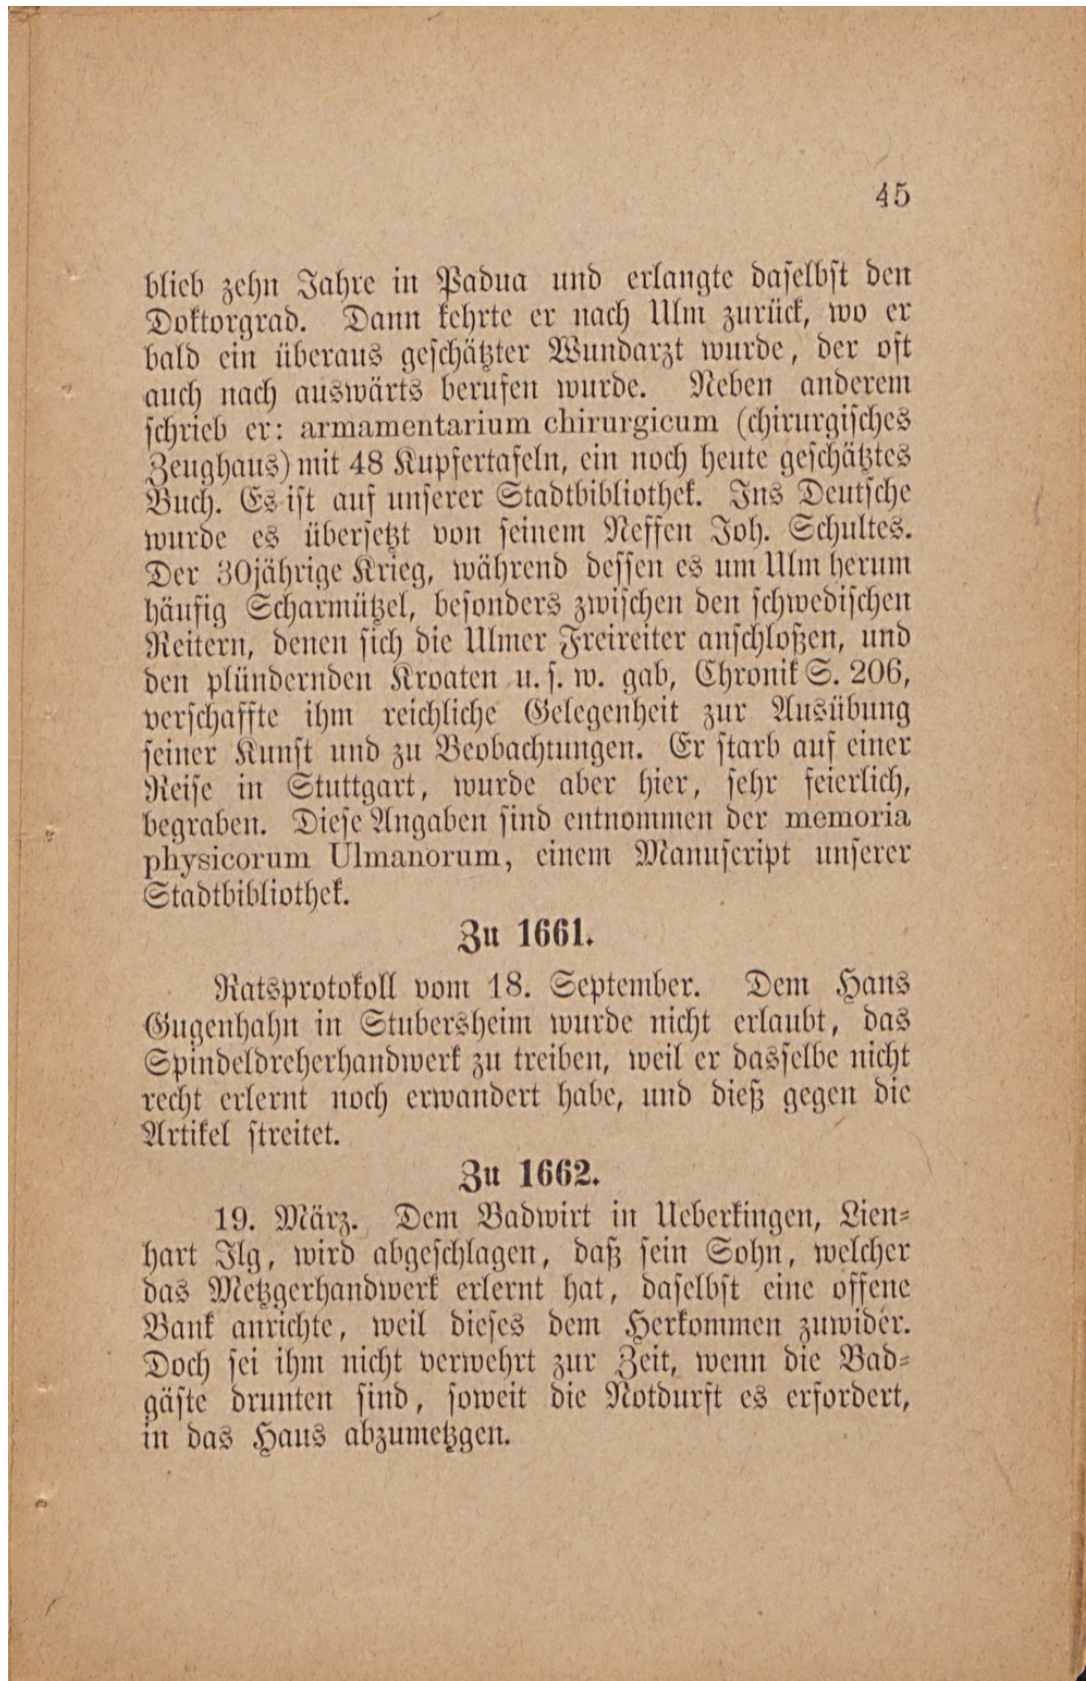 45
blieb zehn Jahre in Padua und erlangte daselbst den
Doktorgrad. Dann kehrte er nach Ulm zurück, wo er
bald ein überaus geschätzter Wundarzt wurde, der oft
auch nach auswärts berufen wurde. Neben anderem
schrieb er: armamentarium chirurgicum (chirurgisches
Zeughaus) mit 48 Kupfertafeln, ein noch heute geschätztes
Buch. Es ist auf unserer Stadtbibliothek. Ins Deutsche
wurde es übersetzt von seinem Neffen Joh. Schultes.
Der 30jährige Krieg, während dessen es um Ulm herum
häufig Scharmützel, besonders zwischen den schwedischen
Reitern, denen sich die Ulmer Freireiter anschloßen, und
den plündernden Kroaten u. s. w. gab, Chronik S. 206,
verschaffte ihm reichliche Gelegenheit zur Ausübung
seiner Kunst und zu Beobachtungen. Er starb auf einer
Reise in Stuttgart, wurde aber hier, sehr feierlich,
begraben. Diese Angaben sind entnommen der memoria
physicorum Ulmanorum, einem Manuscript unserer
Stadtbibliothek.
Zu 1661.
Ratsprotokoll vom 18. September. Dem Hans
Gugenhahn in Stubersheim wurde nicht erlaubt, das
Spindeldreherhandwerk zu treiben, weil er dasselbe nicht
recht erlernt noch erwandert habe, und dieß gegen die
Artikel streitet.
Zu 1662.
19. März. Dem Badwirt in Ueberkingen, Lien-
hart Ilg, wird abgeschlagen, daß sein Sohn, welcher
das Metzgerhandwerk erlernt hat, daselbst eine offene
Bank anrichte, weil dieses dem Herkommen zuwider.
Doch sei ihm nicht verwehrt zur Zeit, wenn die Bad-
gäste drunten sind, soweit die Notdurft es erfordert,
in das Haus abzumetzgen.